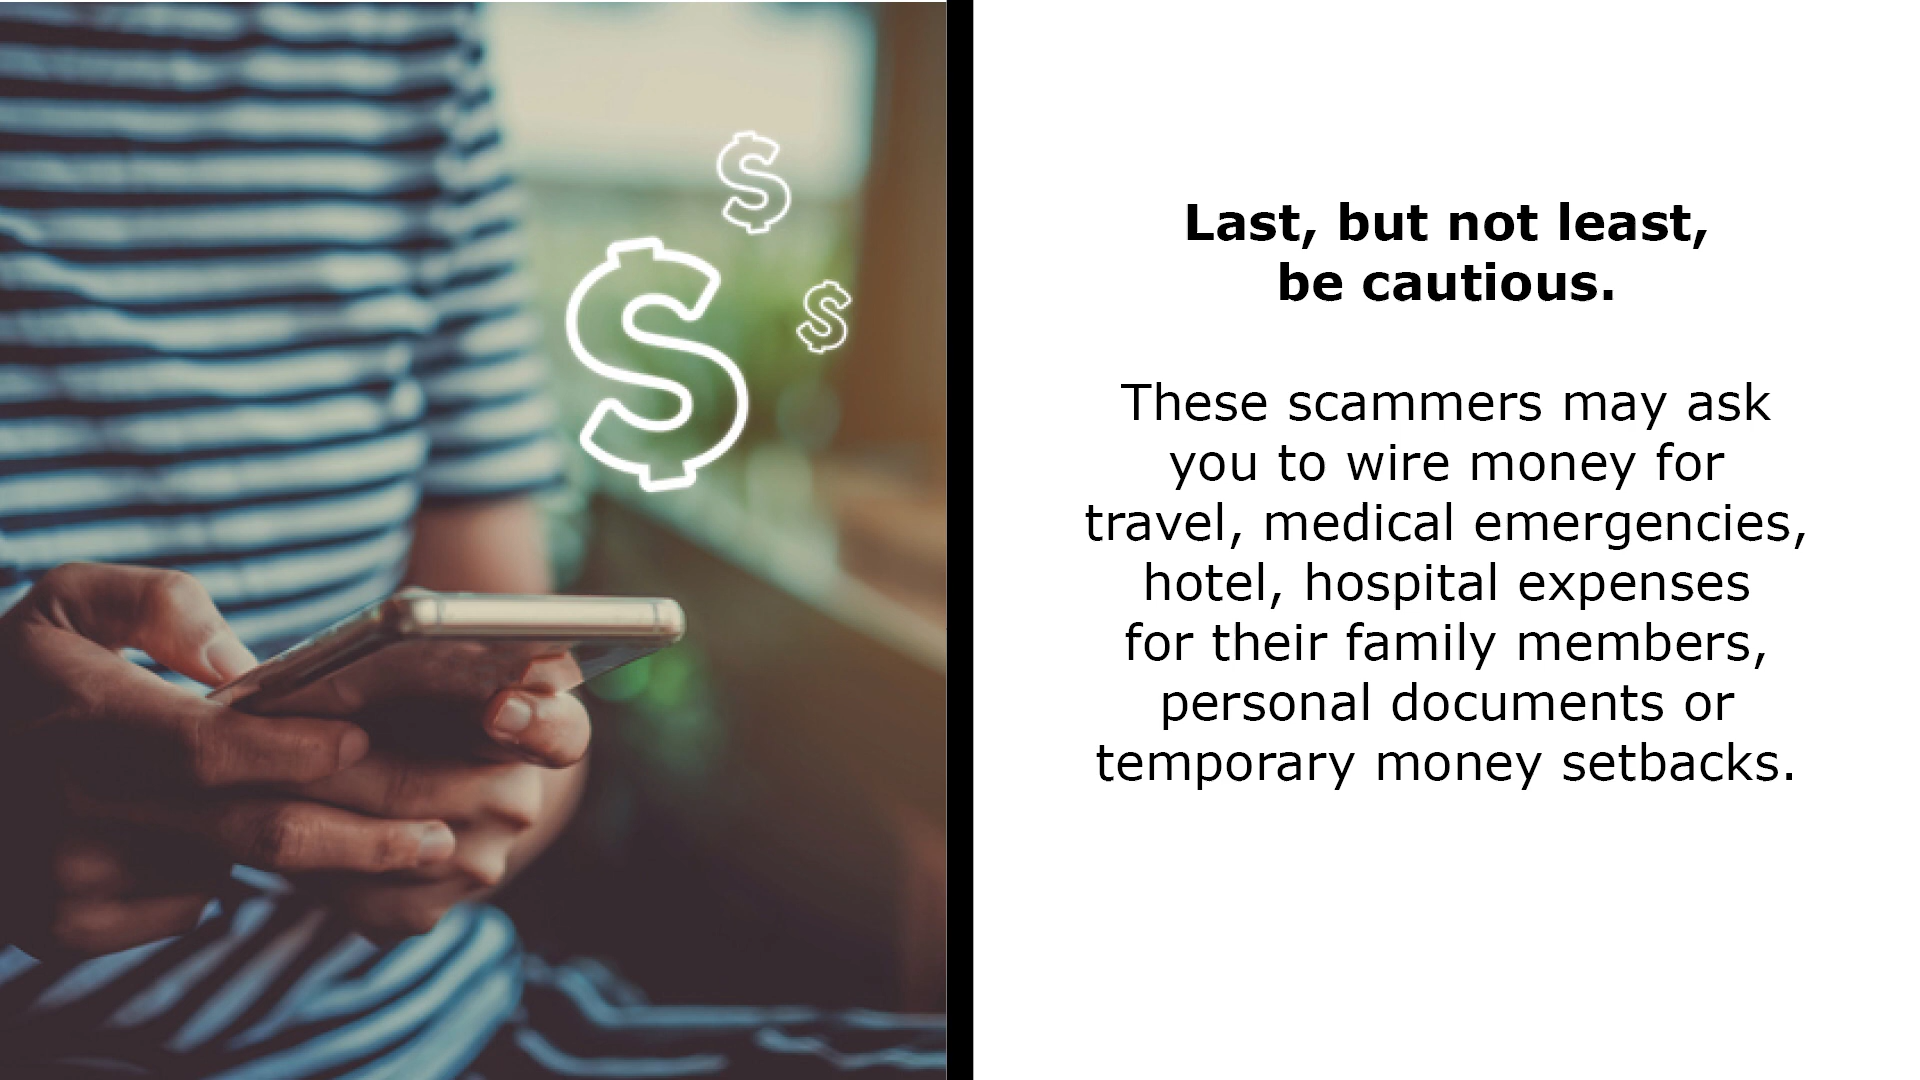 Last, but not least,
be cautious.
These scammers may ask
you to wire money for
travel, medical emergencies,
hotel, hospital expenses
for their family members,
personal documents or
temporary money setbacks.